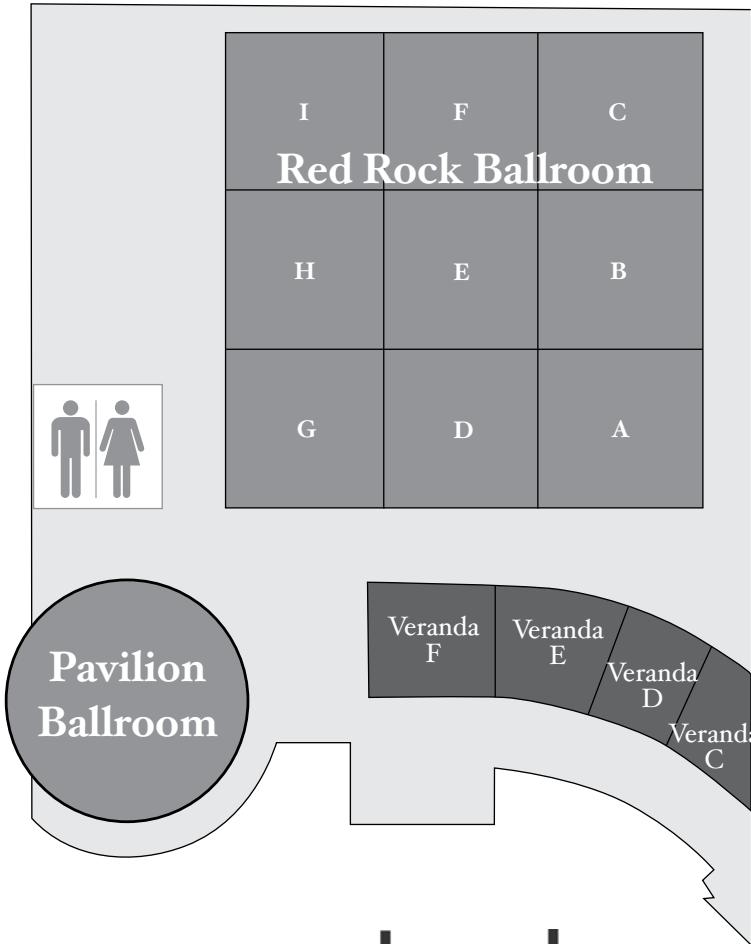 I F C
Red Rock Ballroom
H E B
G D A
Veranda
F
Veranda
E
Veranda
D
Veranda
C
Pavilion
Ballroom